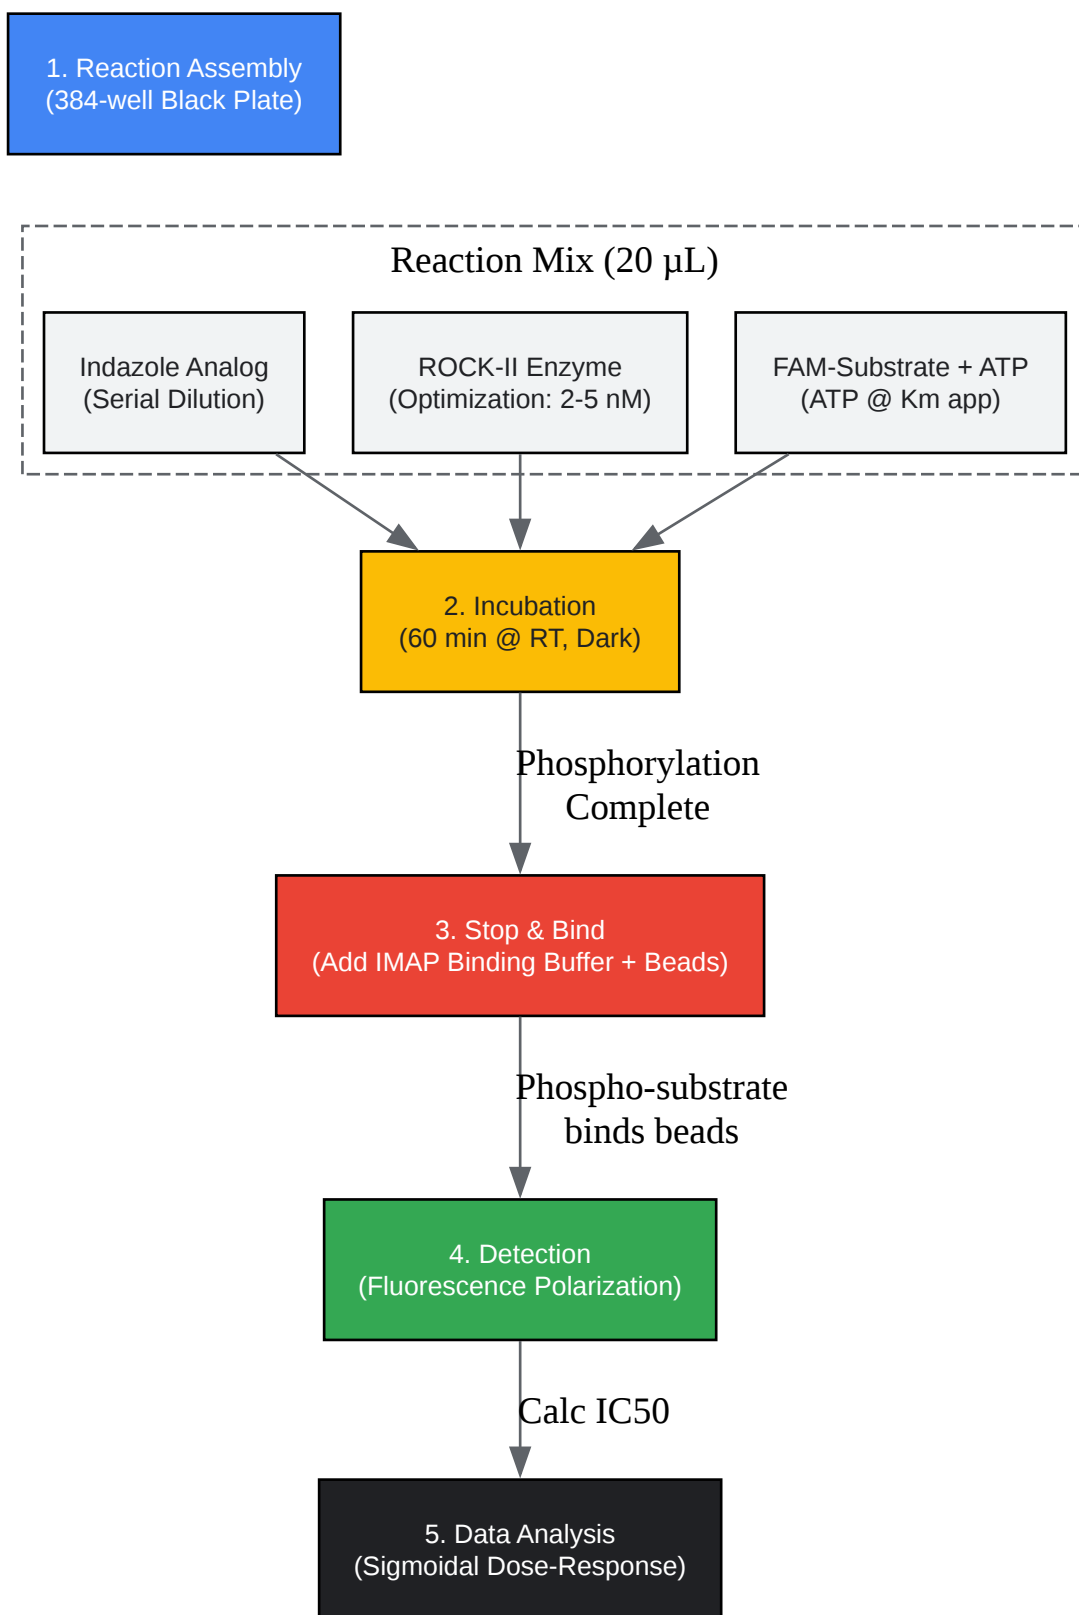 1. Reaction Assembly
(384-well Black Plate)
Reaction Mix (20 µL)
Indazole Analog
(Serial Dilution)
ROCK-II Enzyme
(Optimization: 2-5 nM)
FAM-Substrate + ATP
(ATP @ Km app)
2. Incubation
(60 min @ RT, Dark)
Phosphorylation
Complete
3. Stop & Bind
(Add IMAP Binding Buffer + Beads)
Phospho-substrate
binds beads
4. Detection
(Fluorescence Polarization)
Calc IC50
5. Data Analysis
(Sigmoidal Dose-Response)